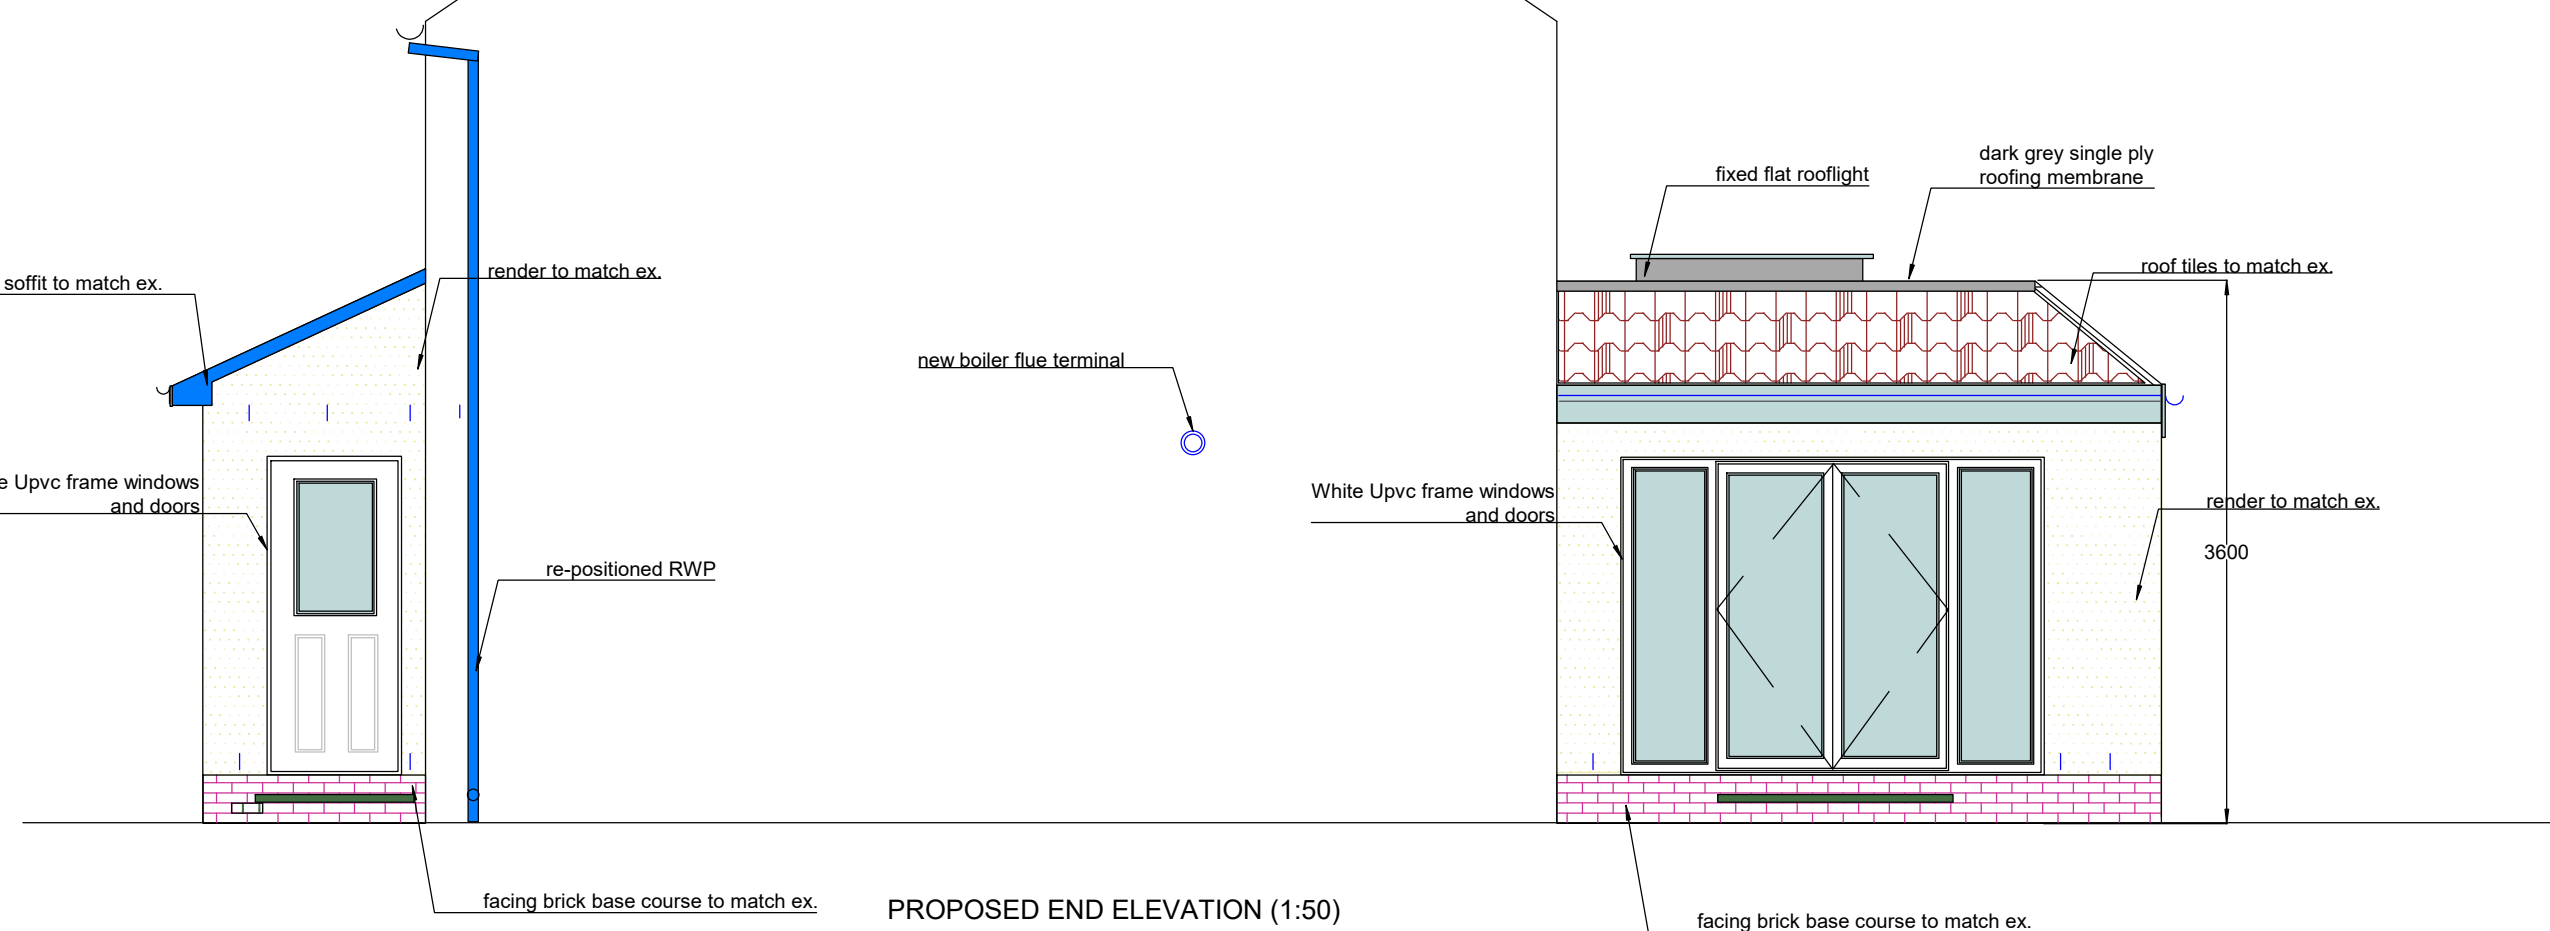 dark grey single ply
roofing membrane
fixed flat rooflight
roof tiles to match ex.
render to match ex.
soffit to match ex.
new boiler flue terminal
e Upvc frame windows
and doors
White Upvc frame windows
and doors
render to match ex.
3600
re-positioned RWP
facing brick base course to match ex.
PROPOSED END ELEVATION (1:50)
facing brick base course to match ex.